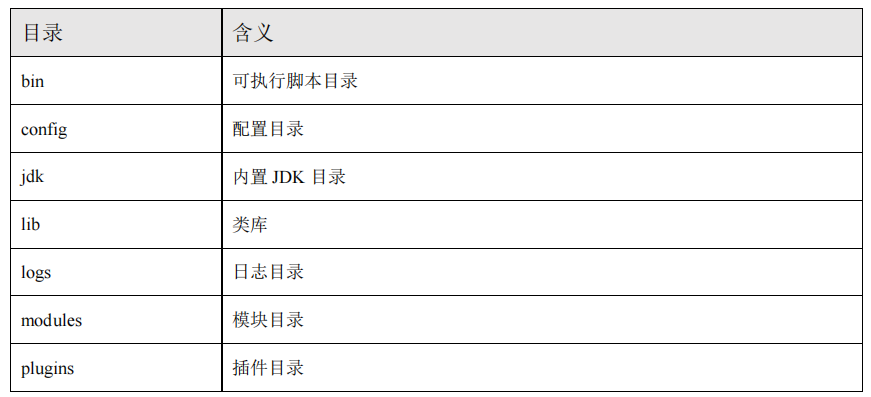 目录 含义
bin 可执行脚本目录
config 配置目录
jdk 内置 JDK 目录
lib 类库
logs 日志目录
modules 模块目录
plugins 插件目录